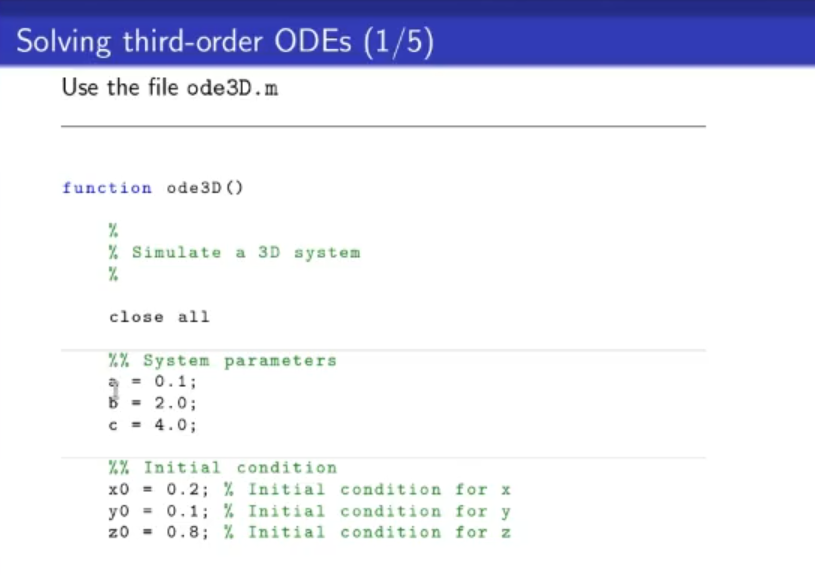 Solving third-order ODEs (1/5)
Use the file ode3D.m
function ode3D()
%
% Simulate a 3D system
%
close all
%% System parameters
a = 0.1;
b = 2.0;
c = 4.0;
%% Initial condition
x0 = 0.2; % Initial condition for x
y0 = 0.1; % Initial condition for y
z0 = 0.8; % Initial condition for z